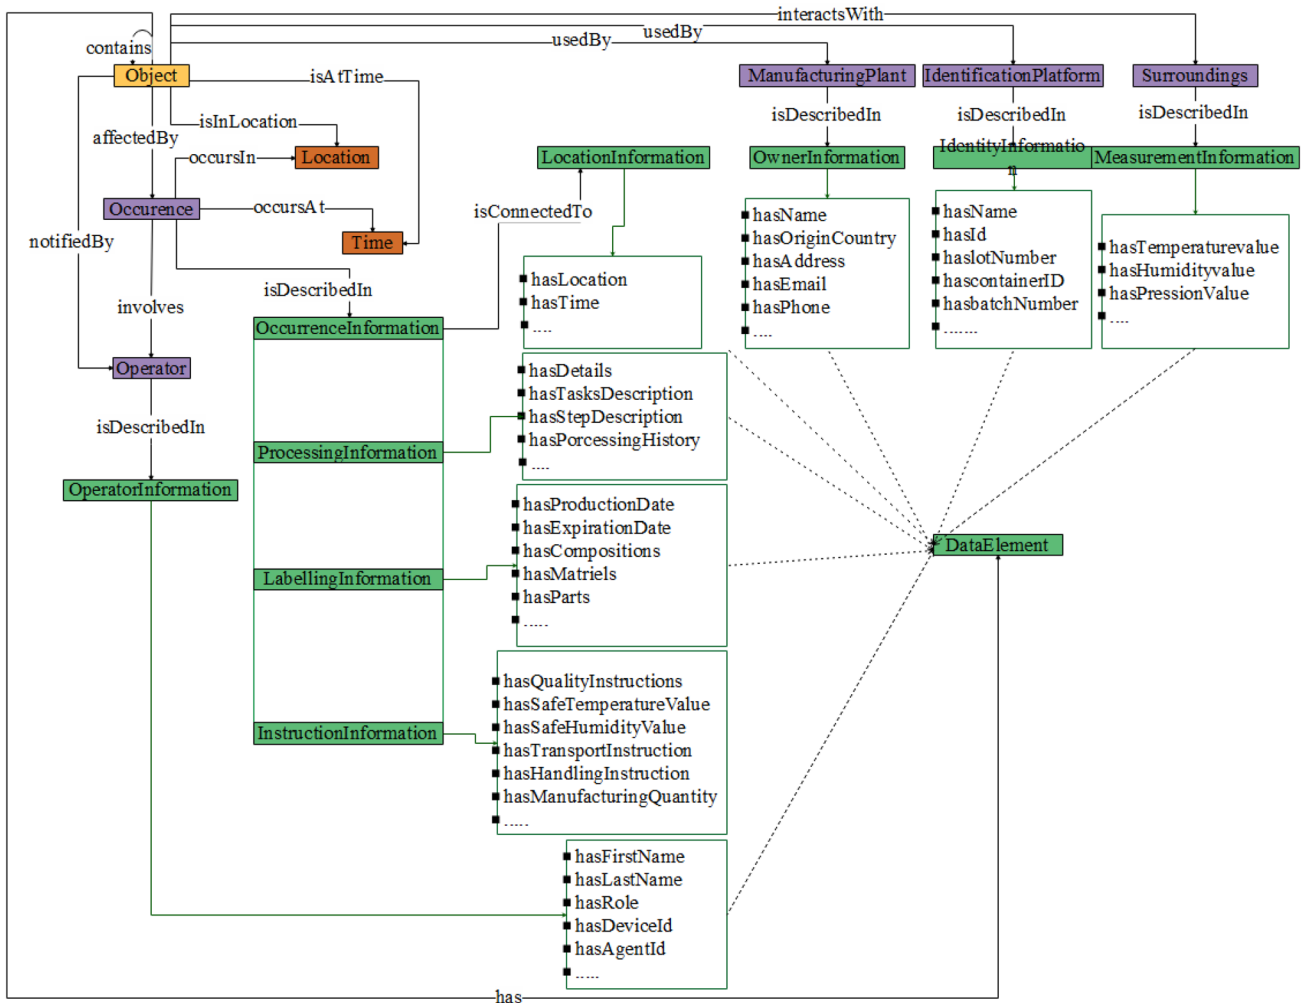 interactsWith
usedBy
usedBy
contains
Object
isAtTime
ManufacturingPlant
IdentificationPlatform
Surroundings
isInLocation
affectedBy
isDescribedIn
isDescribedIn
isDescribedIn
occursIn
Location
LocationInformation
OwnerInformation
IdentityInformatio
n
MeasurementInformation
Occurence
occursAt
isConnectedTo
notifiedBy
Time
hasLocation
hasTime
....
hasName
hasOriginCountry
hasAddress
hasEmail
hasPhone
....
hasName
hasId
haslotNumber
hascontainerID
hasbatchNumber
.......
hasTemperaturevalue
hasHumidityvalue
hasPressionValue
....
isDescribedIn
involves
OccurrenceInformation
Operator
hasDetails
hasTasksDescription
hasStepDescription
hasPorcessingHistory
....
isDescribedIn
ProcessingInformation
OperatorInformation
hasProductionDate
hasExpirationDate
hasCompositions
hasMatriels
hasParts
.....
DataElement
LabellingInformation
hasQualityInstructions
hasSafeTemperatureValue
hasSafeHumidityValue
hasTransportInstruction
hasHandlingInstruction
hasManufacturingQuantity
.....
InstructionInformation
hasFirstName
hasLastName
hasRole
hasDeviceId
hasAgentId
.....
has